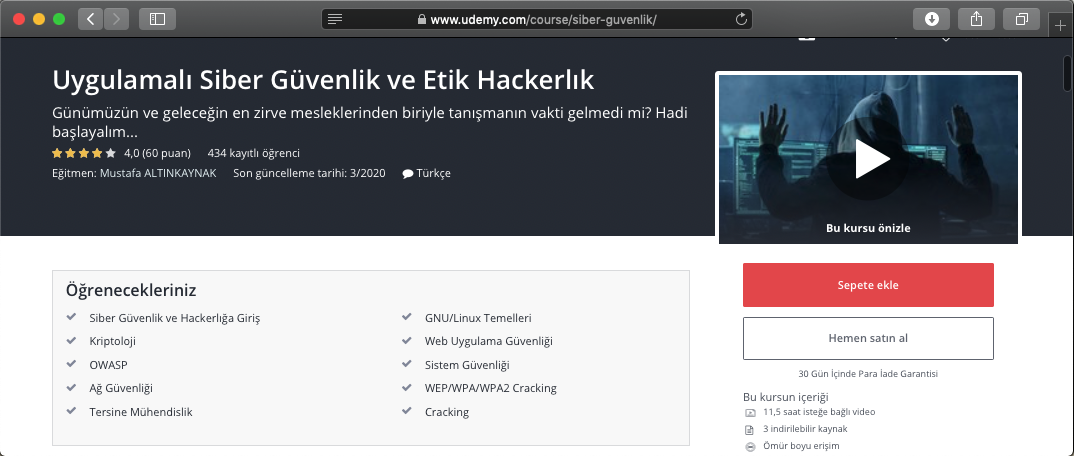 www.udemy.com/course/siber-guvenlik/
Uygulamalı Siber Güvenlik ve Etik Hackerlık
Günümüzün ve geleceğin en zirve mesleklerinden biriyle tanışmanın vakti gelmedi mi? Hadi
başlayalım...
4,0 (60 puan) 434 kayıtlı öğrenci
Eğitmen: Mustafa ALTINKAYNAK Son güncelleme tarihi: 3/2020 Türkçe
Bu kursu önizle
Öğrenecekleriniz
Siber Güvenlik ve Hackerlığa Giriş
GNU/Linux Temelleri
Kriptoloji
Web Uygulama Güvenliği
OWASP
Sistem Güvenliği
Ağ Güvenliği
WEP/WPA/WPA2 Cracking
Tersine Mühendislik
Cracking
Sepete ekle
Hemen satın al
30 Gün İçinde Para İade Garantisi
Bu kursun içeriği
11,5 saat isteğe bağlı video
3 indirilebilir kaynak
Ömür boyu erişim